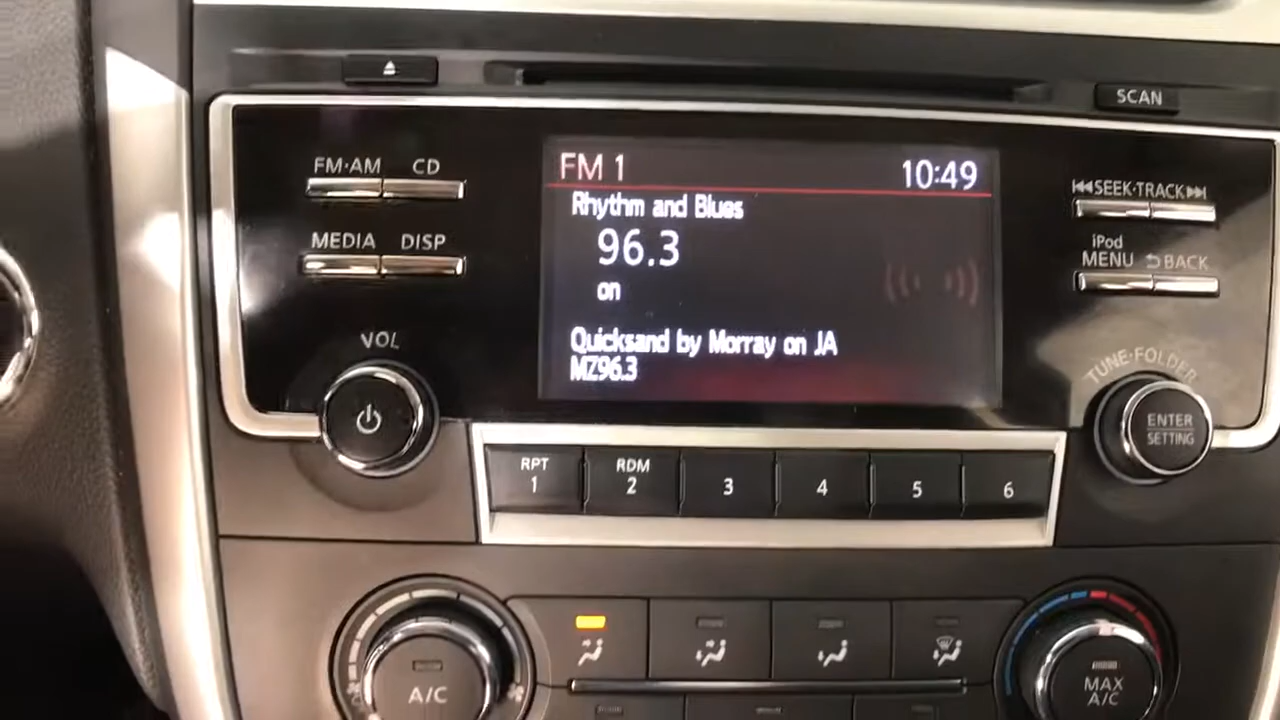 SCAN
FM·AM CD
FM 1 10:49
SEEK·TRACK
Rhythm and Blues
MEDIA DISP
96.3
iPod
MENU BACK
on
VOL
Quicksand by Morray on JA
MZ96.3
TUNE·FOLDER
ENTER
SETTING
RPT RDM
1 2 3 4 5 6
A/C
MAX
A/C